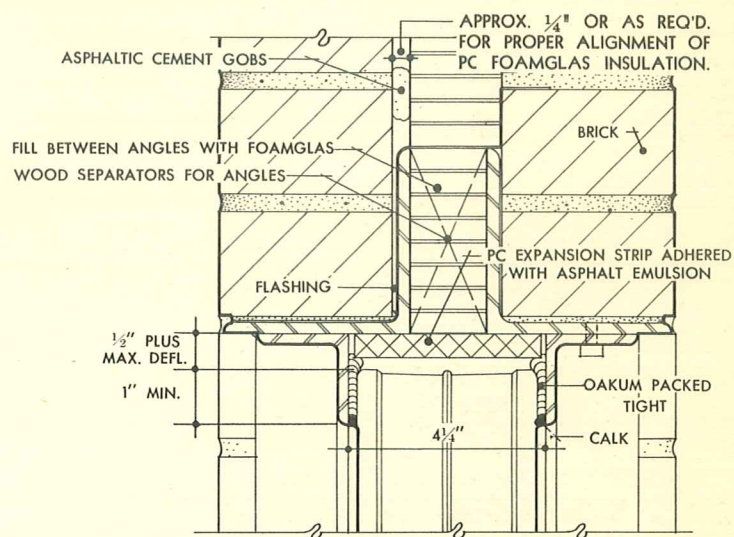 APPROX. ¼" OR AS REQ'D.
FOR PROPER ALIGNMENT OF
PC FOAMGLAS INSULATION.
ASPHALTIC CEMENT GOBS
BRICK
FILL BETWEEN ANGLES WITH FOAMGLAS
WOOD SEPARATORS FOR ANGLES
PC EXPANSION STRIP ADHERED
WITH ASPHALT EMULSION
FLASHING
½" PLUS
MAX. DEFL.
1" MIN.
OAKUM PACKED
TIGHT
4¼"
CALK